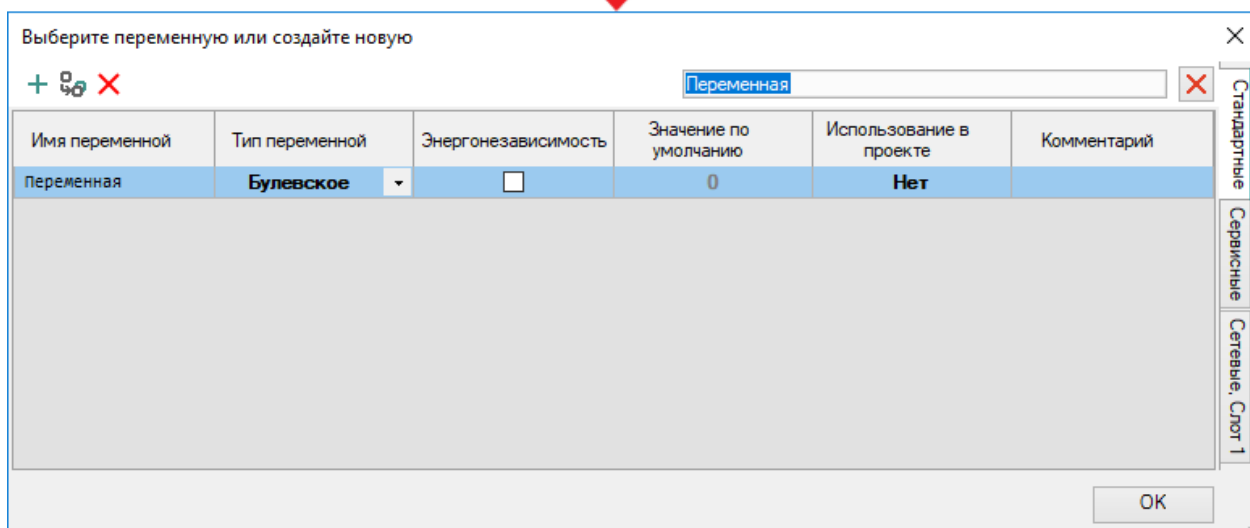 Выберите переменную или создайте новую
Переменная
Имя переменной
Тип переменной
Энергонезависимость
Значение по
умолчанию
Использование в
проекте
Комментарий
Переменная
Булевское
0
Нет
Стандартные
Сервисные
Сетевые, Слот 1
OK